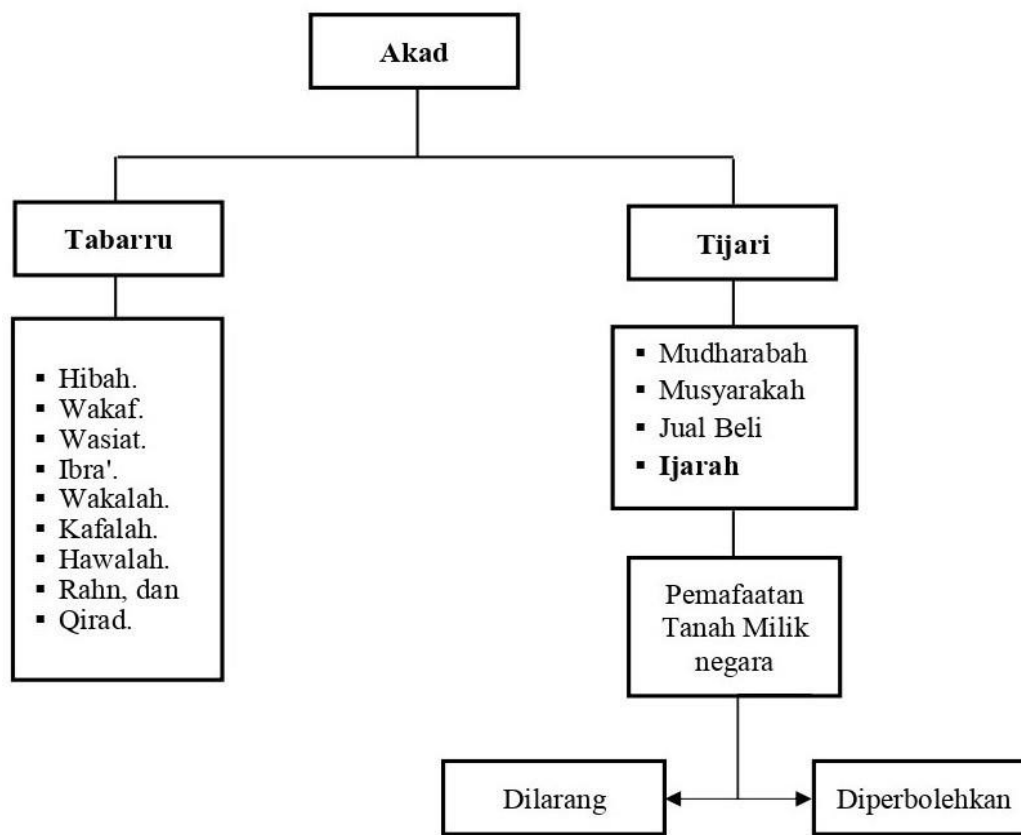 Akad
Tabarru
Hibah.
Wakaf.
Wasiat.
Ibra'.
Wakalah.
Kafalah.
Hawalah.
Rahn, dan
Qirad.
Tijari
Mudharabah
Musyarakah
Jual Beli
Ijarah
Pemafaatan
Tanah Milik
negara
Dilarang
Diperbolehkan